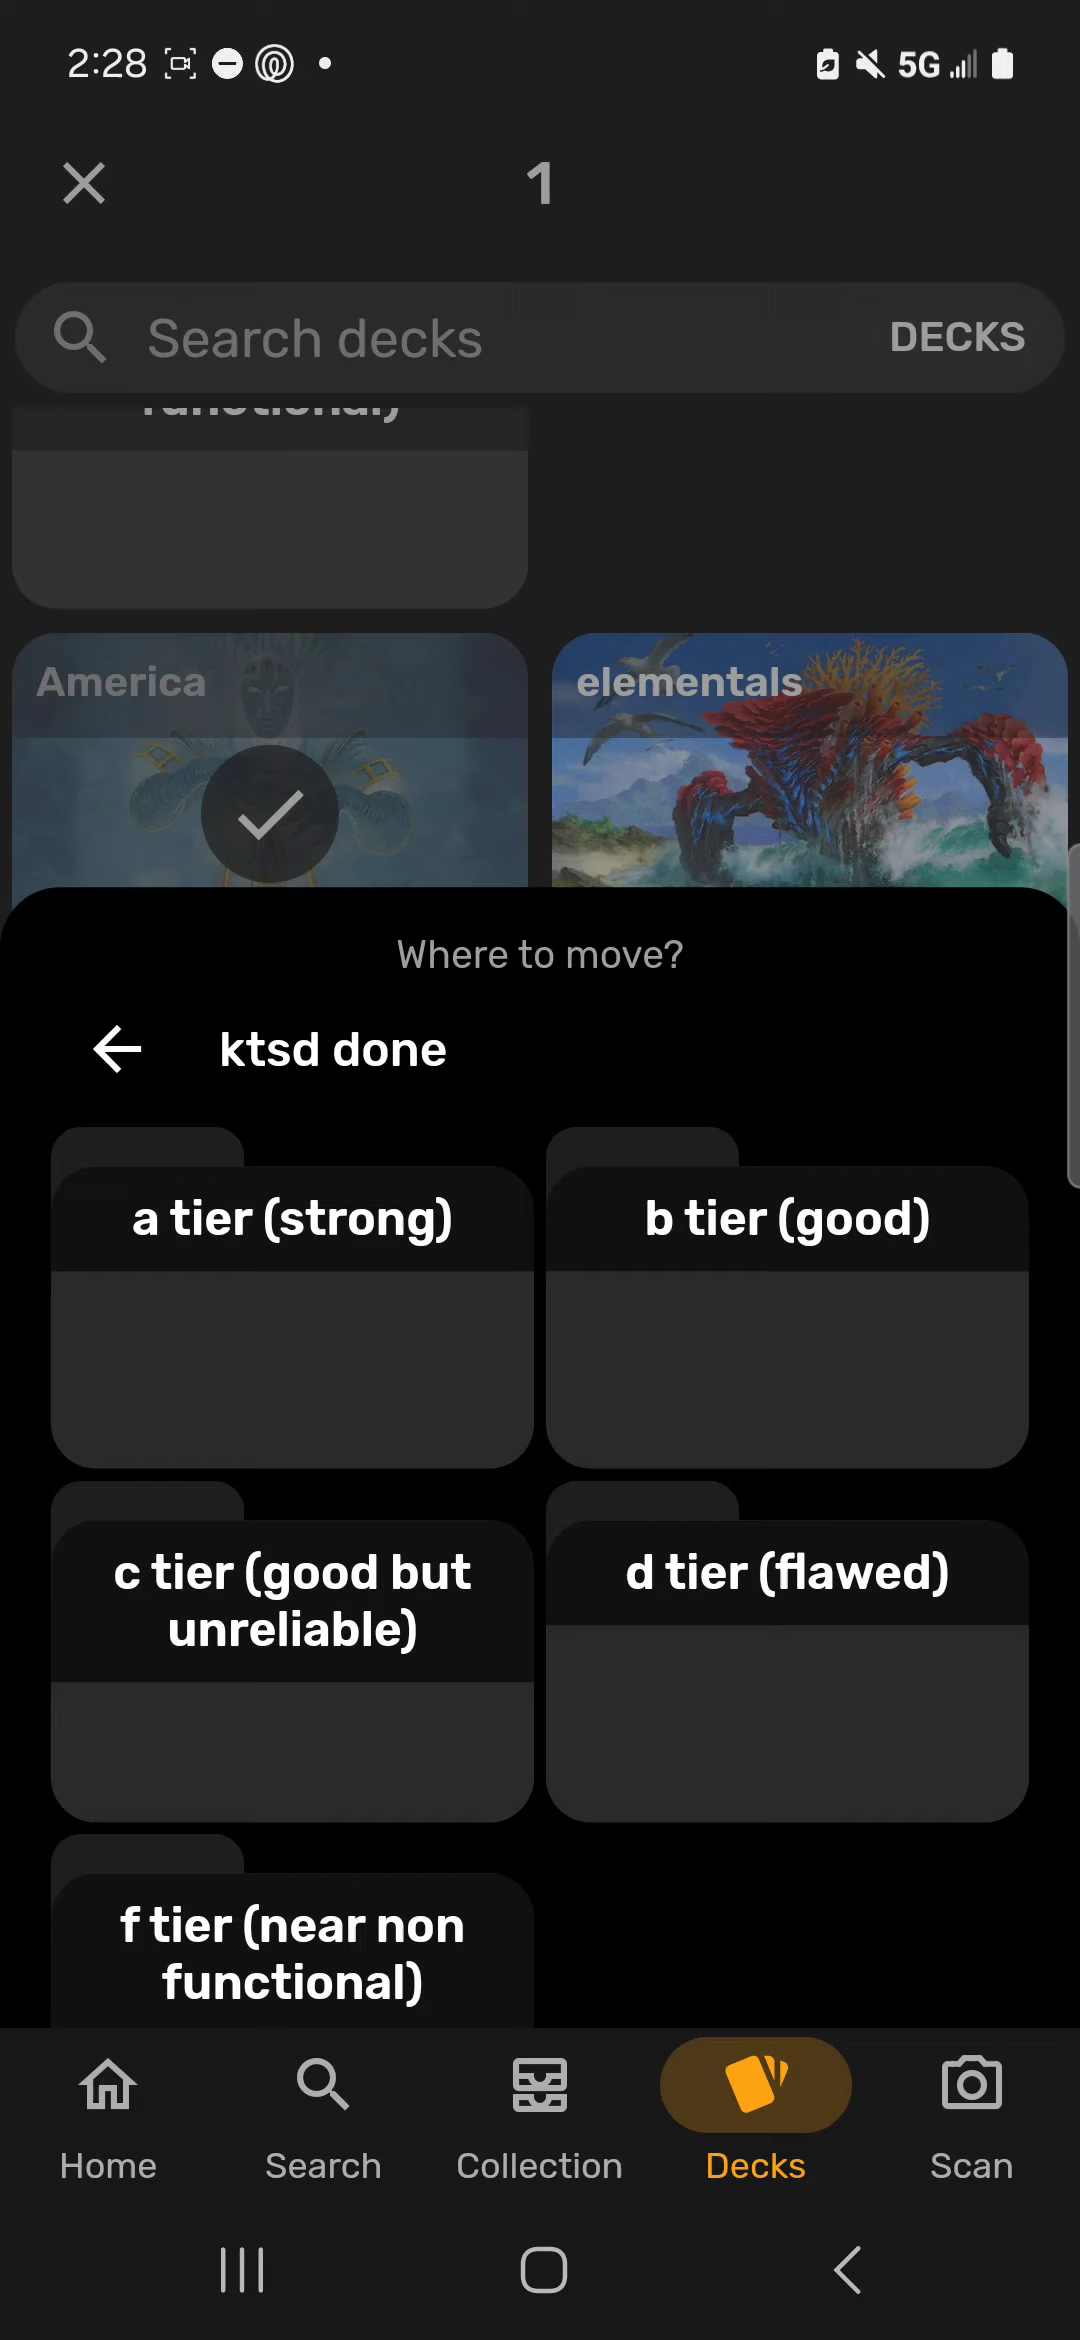 2:28
5G
1
Search decks
DECKS
functional)
America
elementals
Where to move?
ktsd done
a tier (strong)
b tier (good)
c tier (good but
unreliable)
d tier (flawed)
f tier (near non
functional)
Home
Search
Collection
Decks
Scan